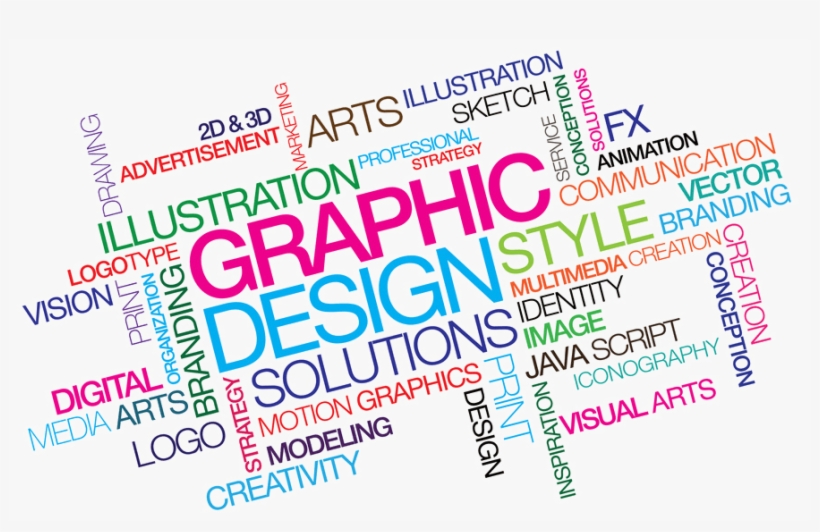 DRAWING
2D & 3D
ADVERTISEMENT
MARKETING
ARTS
ILLUSTRATION
SKETCH
PROFESSIONAL
STRATEGY
SERVICE
CONCEPTION
SOLUTIONS
FX
ANIMATION
COMMUNICATION
VECTOR
BRANDING
ILLUSTRATION
GRAPHIC
STYLE
LOGOTYPE
VISION
PRINT
ORGANIZATION
BRANDING
DESIGN
MULTIMEDIA CREATION
CREATION
CONCEPTION
IDENTITY
SOLUTIONS
IMAGE
JAVA SCRIPT
ICONOGRAPHY
DIGITAL
MEDIA ARTS
LOGO
STRATEGY
MOTION GRAPHICS
PRINT
DESIGN
MODELING
CREATIVITY
INSPIRATION
VISUAL ARTS